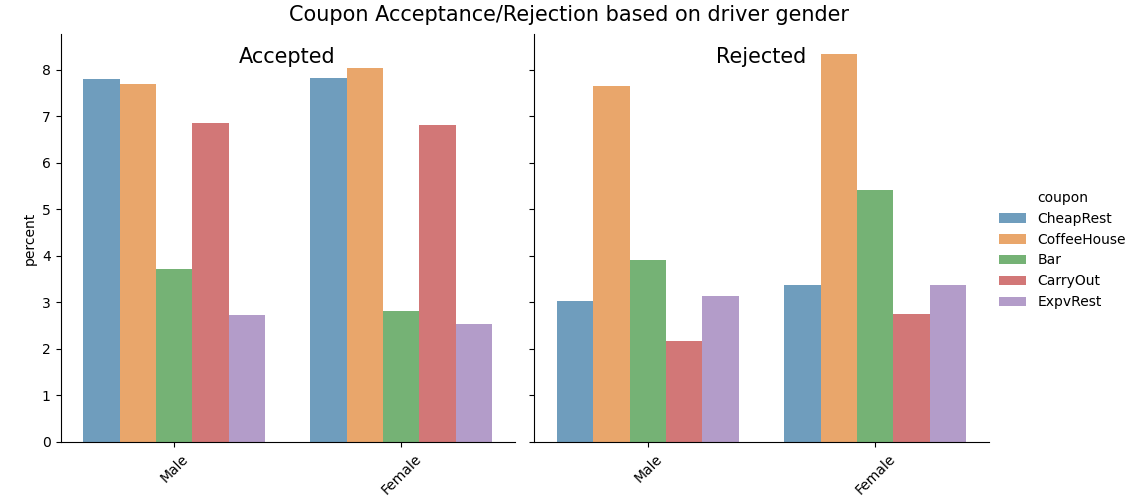 Coupon Acceptance/Rejection based on driver gender
Accepted
Rejected
percent
8
7
6
5
4
3
2
1
0
Male
Female
Male
Female
coupon
CheapRest
CoffeeHouse
Bar
CarryOut
ExpvRest